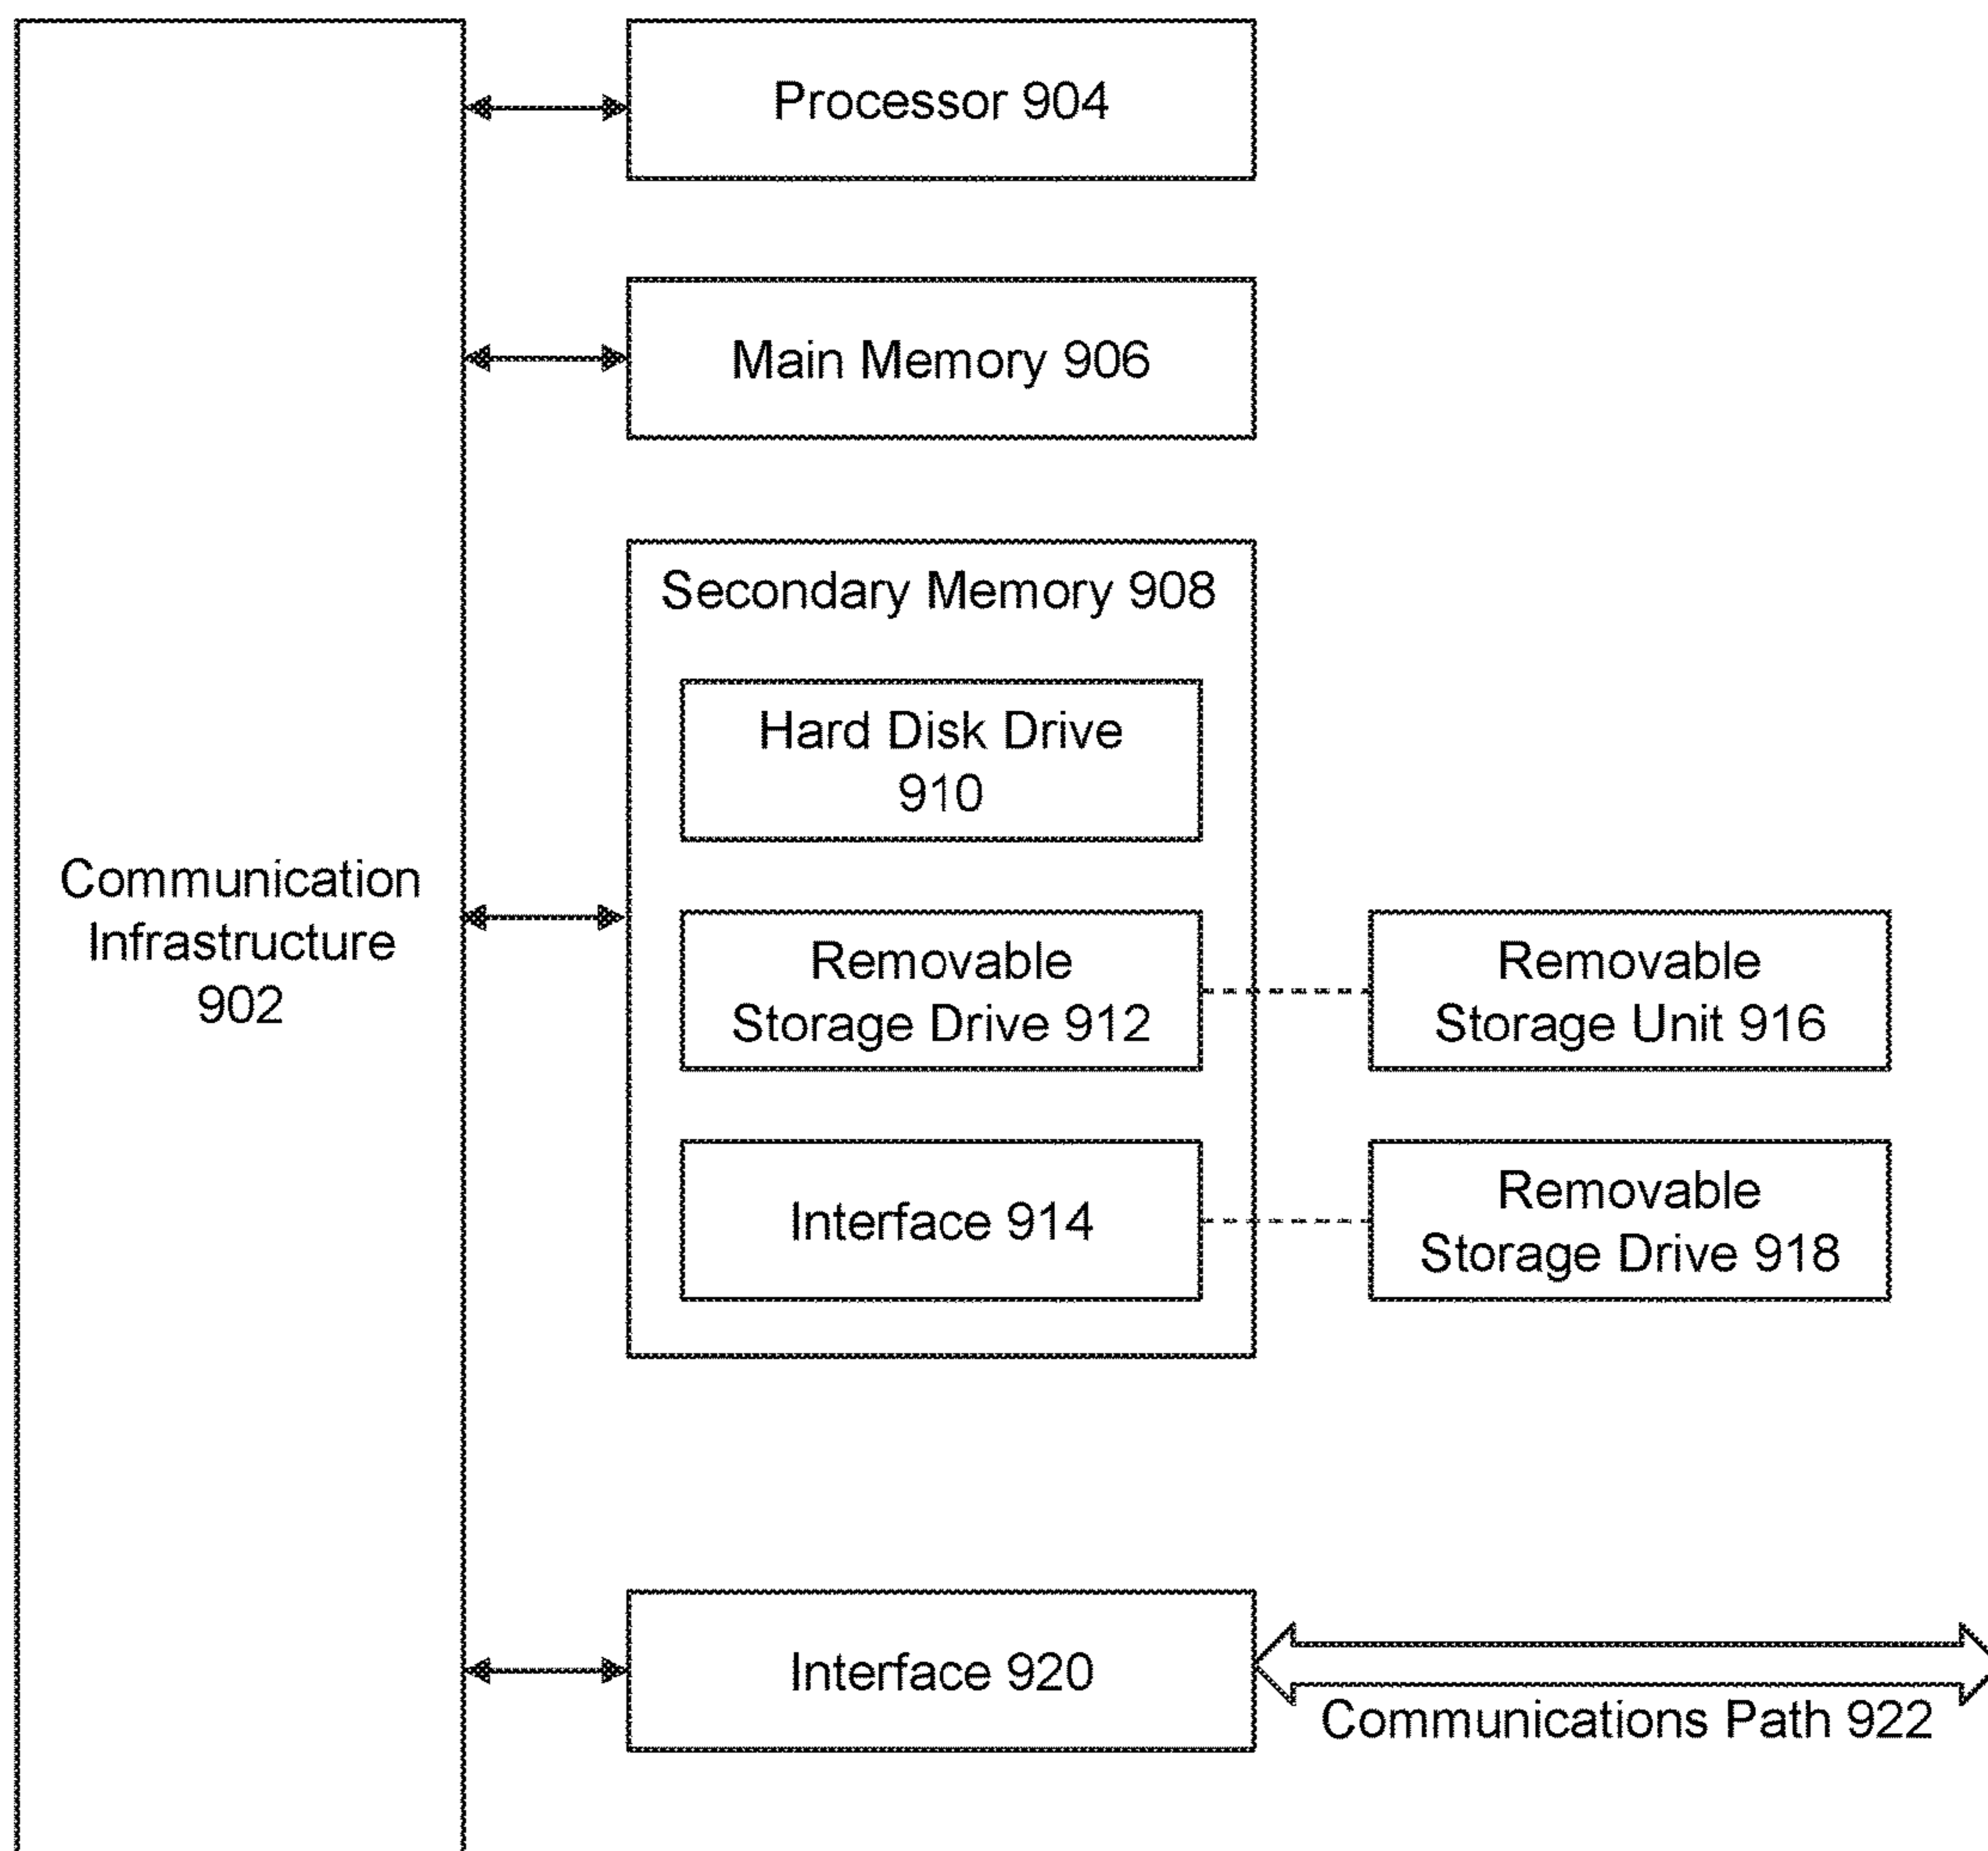 Processor 904
Main Memory 906
Secondary Memory 908
Hard Disk Drive
910
Communication
Infrastructure
902
Removable
Storage Drive 912
Removable
Storage Unit 916
Interface 914
Removable
Storage Drive 918
Interface 920
Communications Path 922